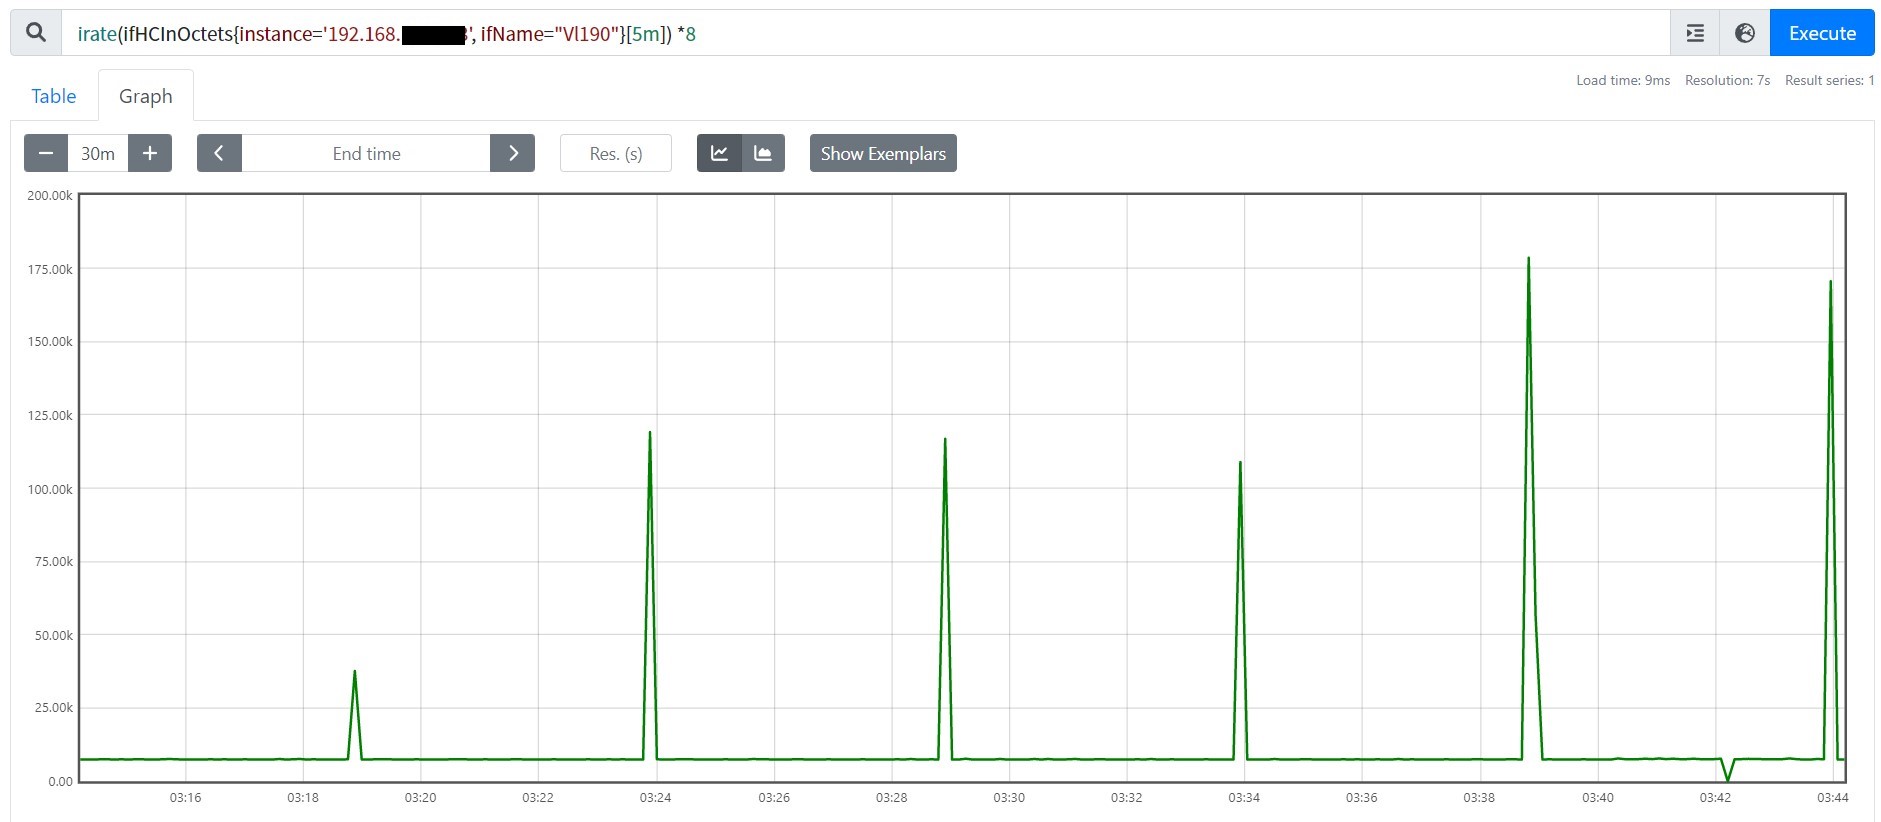 irate(ifHCInOctets{instance='192.168. ', ifName="Vl190"}[5m]) *8
Execute
Table
Graph
Load time: 9ms Resolution: 7s Result series: 1
30m
End time
Res. (s)
Show Exemplars
200.00k
175.00k
150.00k
125.00k
100.00k
75.00k
50.00k
25.00k
0.00
03:16 03:18 03:20 03:22 03:24 03:26 03:28 03:30 03:32 03:34 03:36 03:38 03:40 03:42 03:44